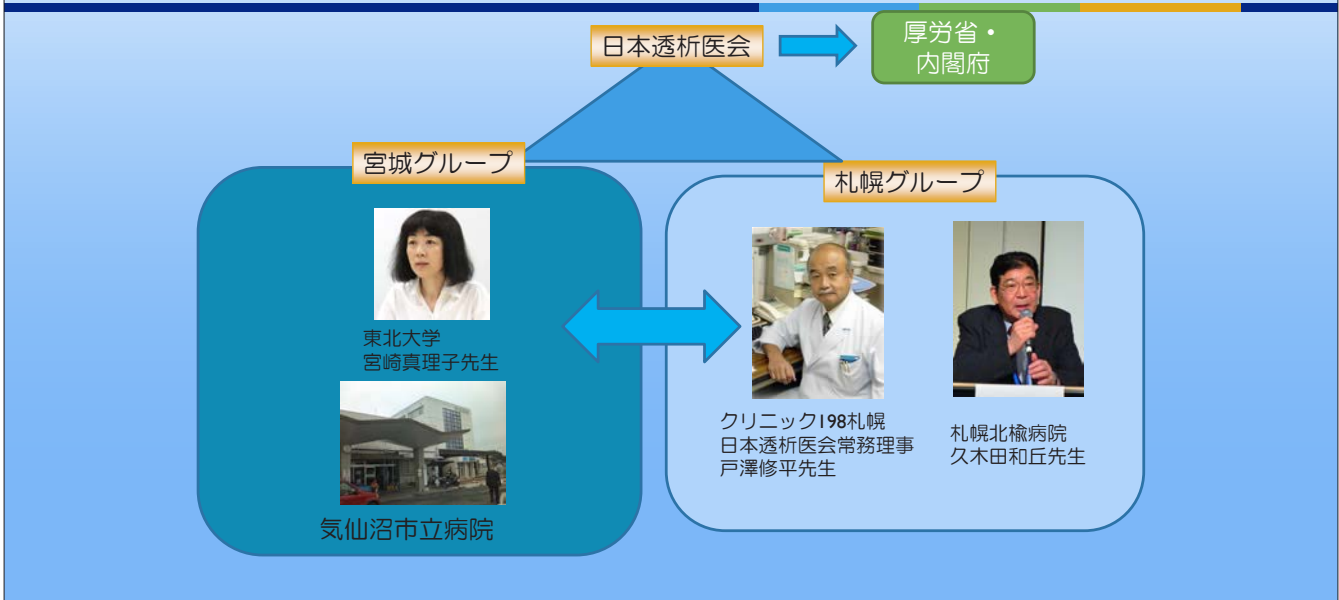 日本透析医会
厚労省・
内閣府
宮城グループ
札幌グループ
東北大学
宮崎真理子先生
気仙沼市立病院
クリニック198札幌
日本透析医会常務理事
戸澤修平先生
札幌北楡病院
久木田和丘先生